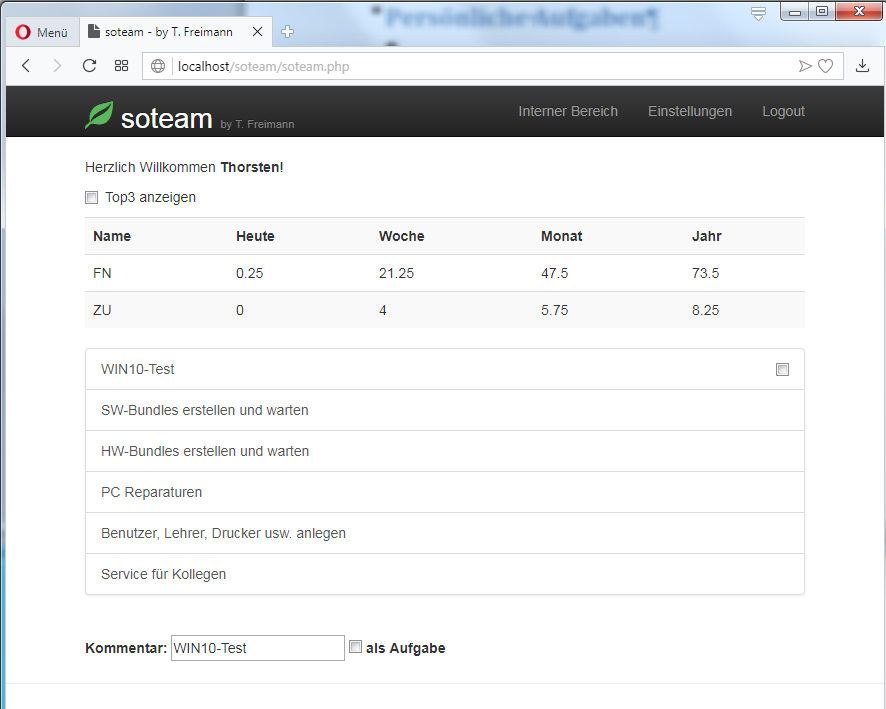 Persönliche Aufgaben¶
Menü
soteam - by T. Freimann
localhost/soteam/soteam.php
soteam by T. Freimann
Interner Bereich Einstellungen Logout
Herzlich Willkommen Thorsten!
Top3 anzeigen
Name Heute Woche Monat Jahr
FN 0.25 21.25 47.5 73.5
ZU 0 4 5.75 8.25
WIN10-Test
SW-Bundles erstellen und warten
HW-Bundles erstellen und warten
PC Reparaturen
Benutzer, Lehrer, Drucker usw. anlegen
Service für Kollegen
Kommentar: WIN10-Test als Aufgabe